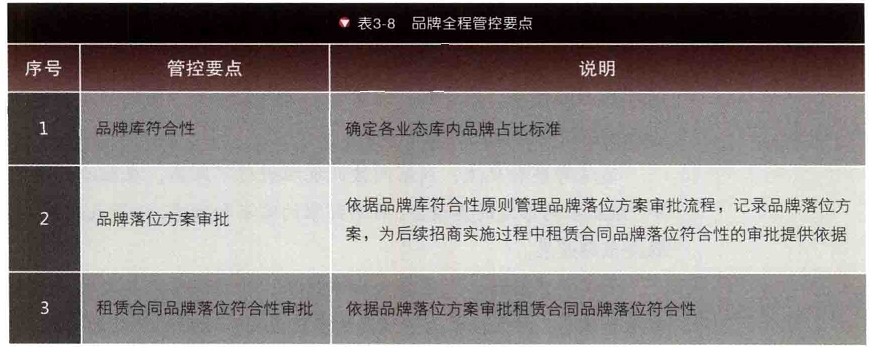 表3-8 品牌全程管控要点
序号 管控要点 说明
1 品牌库符合性 确定各业态库内品牌占比标准
2 品牌落位方案审批 依据品牌库符合性原则管理品牌落位方案审批流程，记录品牌落位方
案，为后续招商实施过程中租赁合同品牌落位符合性的审批提供依据
3 租赁合同品牌落位符合性审批 依据品牌落位方案审批租赁合同品牌落位符合性